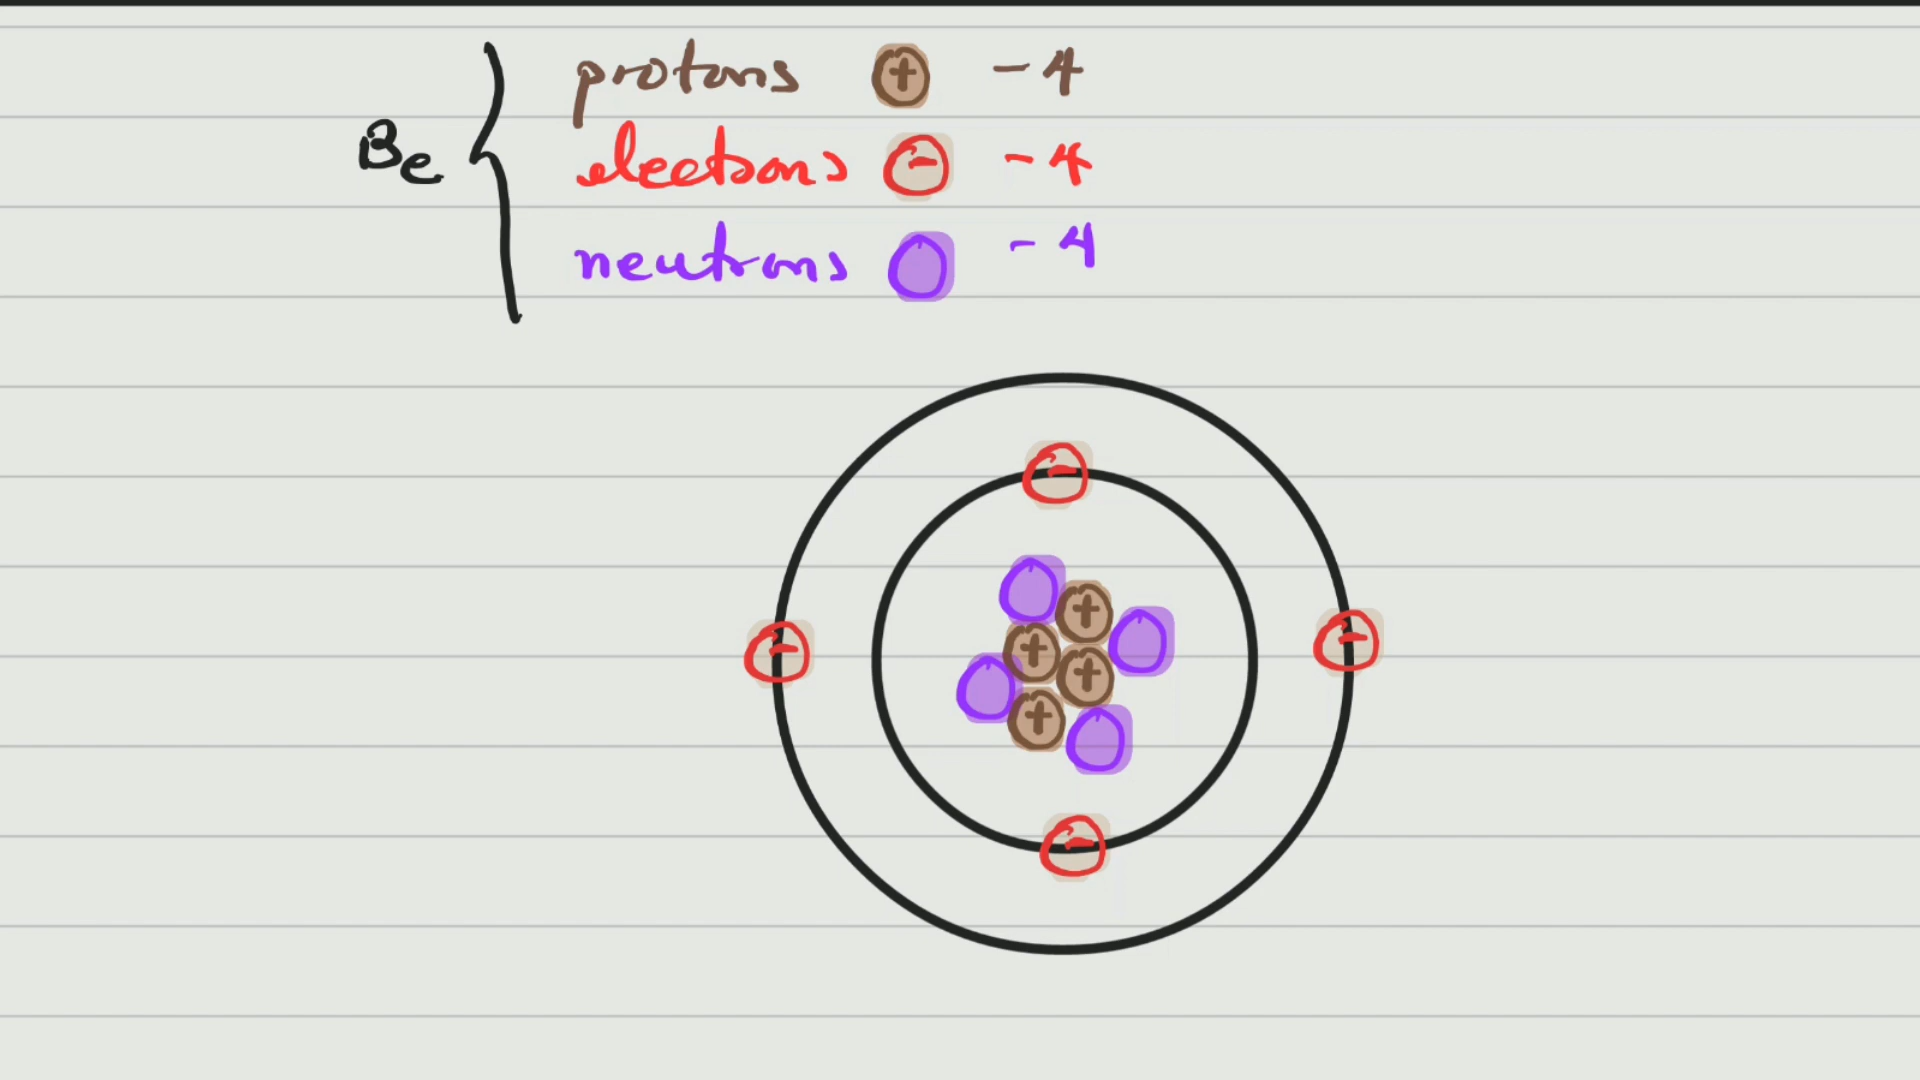 Be { protons + - 4
electrons - - 4
neutrons - 4
-
+
+
- -
+
+
-